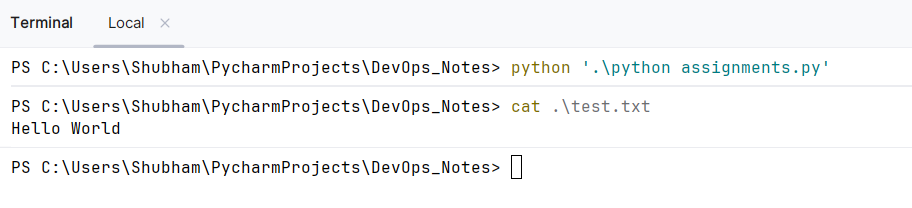 Terminal Local ×
PS C:\Users\Shubham\PycharmProjects\DevOps_Notes> python '.\python assignments.py'
PS C:\Users\Shubham\PycharmProjects\DevOps_Notes> cat .\test.txt
Hello World
PS C:\Users\Shubham\PycharmProjects\DevOps_Notes>